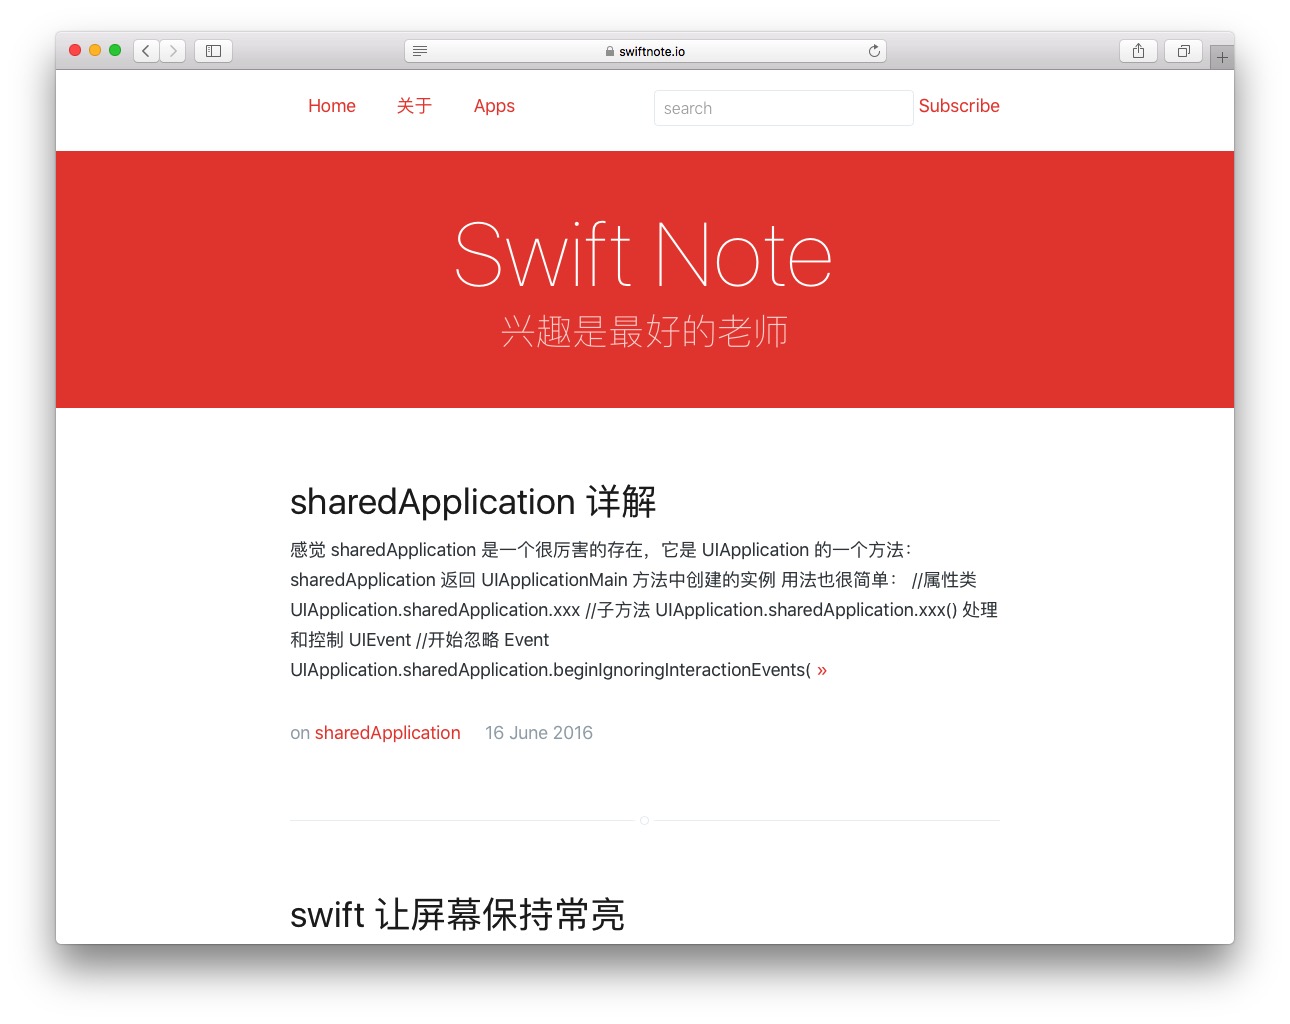 swiftnote.io
Home 关于 Apps search Subscribe
Swift Note
兴趣是最好的老师
sharedApplication 详解
感觉 sharedApplication 是一个很厉害的存在，它是 UIApplication 的一个方法：
sharedApplication 返回 UIApplicationMain 方法中创建的实例 用法也很简单： //属性类
UIApplication.sharedApplication.xxx //子方法 UIApplication.sharedApplication.xxx() 处理
和控制 UIEvent //开始忽略 Event
UIApplication.sharedApplication.beginIgnoringInteractionEvents( »
on sharedApplication 16 June 2016
swift 让屏幕保持常亮